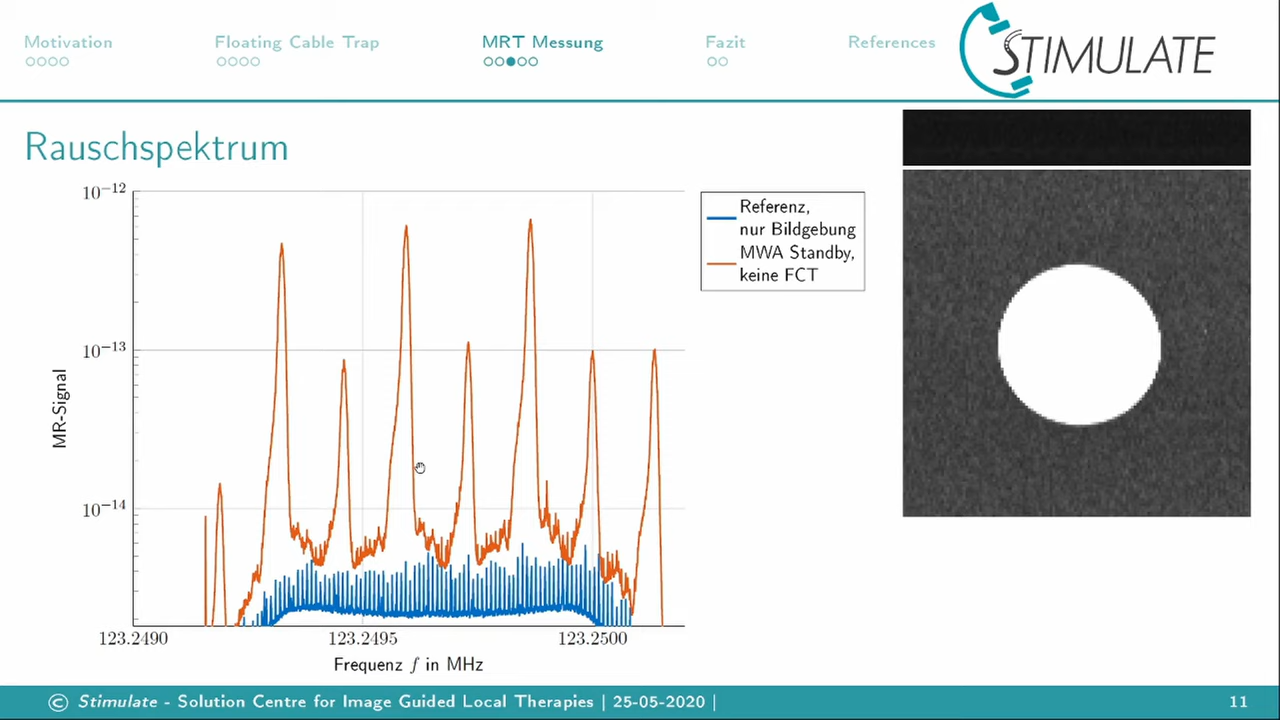 Motivation Floating Cable Trap MRT Messung Fazit References
STIMULATE
Rauschspektrum
10⁻¹²
10⁻¹³
10⁻¹⁴
MR-Signal
Referenz,
nur Bildgebung
MWA Standby,
keine FCT
123.2490 123.2495 123.2500
Frequenz f in MHz
© Stimulate - Solution Centre for Image Guided Local Therapies | 25-05-2020 | 11